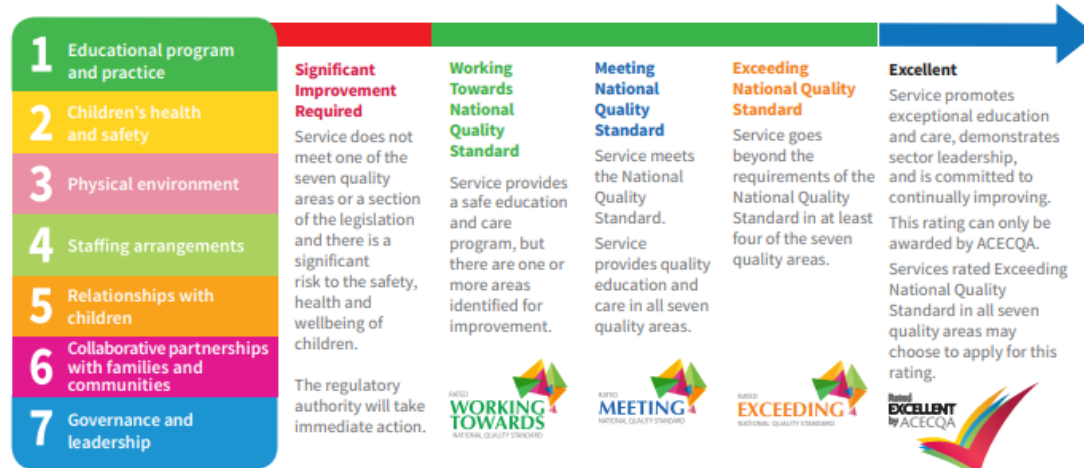 1
Educational program
and practice
2
Children's health
and safety
3
Physical environment
4
Staffing arrangements
5
Relationships with
children
6
Collaborative partnerships
with families and
communities
7
Governance and
leadership
Significant
Improvement
Required
Service does not
meet one of the
seven quality
areas or a section
of the legislation
and there is a
significant
risk to the safety,
health and
wellbeing of
children.
The regulatory
authority will take
immediate action.
Working
Towards
National
Quality
Standard
Service provides
a safe education
and care
program, but
there are one or
more areas
identified for
improvement.
RATED
WORKING
TOWARDS
NATIONAL QUALITY STANDARD
Meeting
National
Quality
Standard
Service meets
the National
Quality
Standard.
Service
provides quality
education and
care in all seven
quality areas.
RATED
MEETING
NATIONAL QUALITY STANDARD
Exceeding
National Quality
Standard
Service goes
beyond the
requirements of the
National Quality
Standard in at least
four of the seven
quality areas.
RATED
EXCEEDING
NATIONAL QUALITY STANDARD
Excellent
Service promotes
exceptional education
and care, demonstrates
sector leadership,
and is committed to
continually improving.
This rating can only be
awarded by ACECQA.
Services rated Exceeding
National Quality
Standard in all seven
quality areas may
choose to apply for this
rating.
Rated
EXCELLENT
by ACECQA